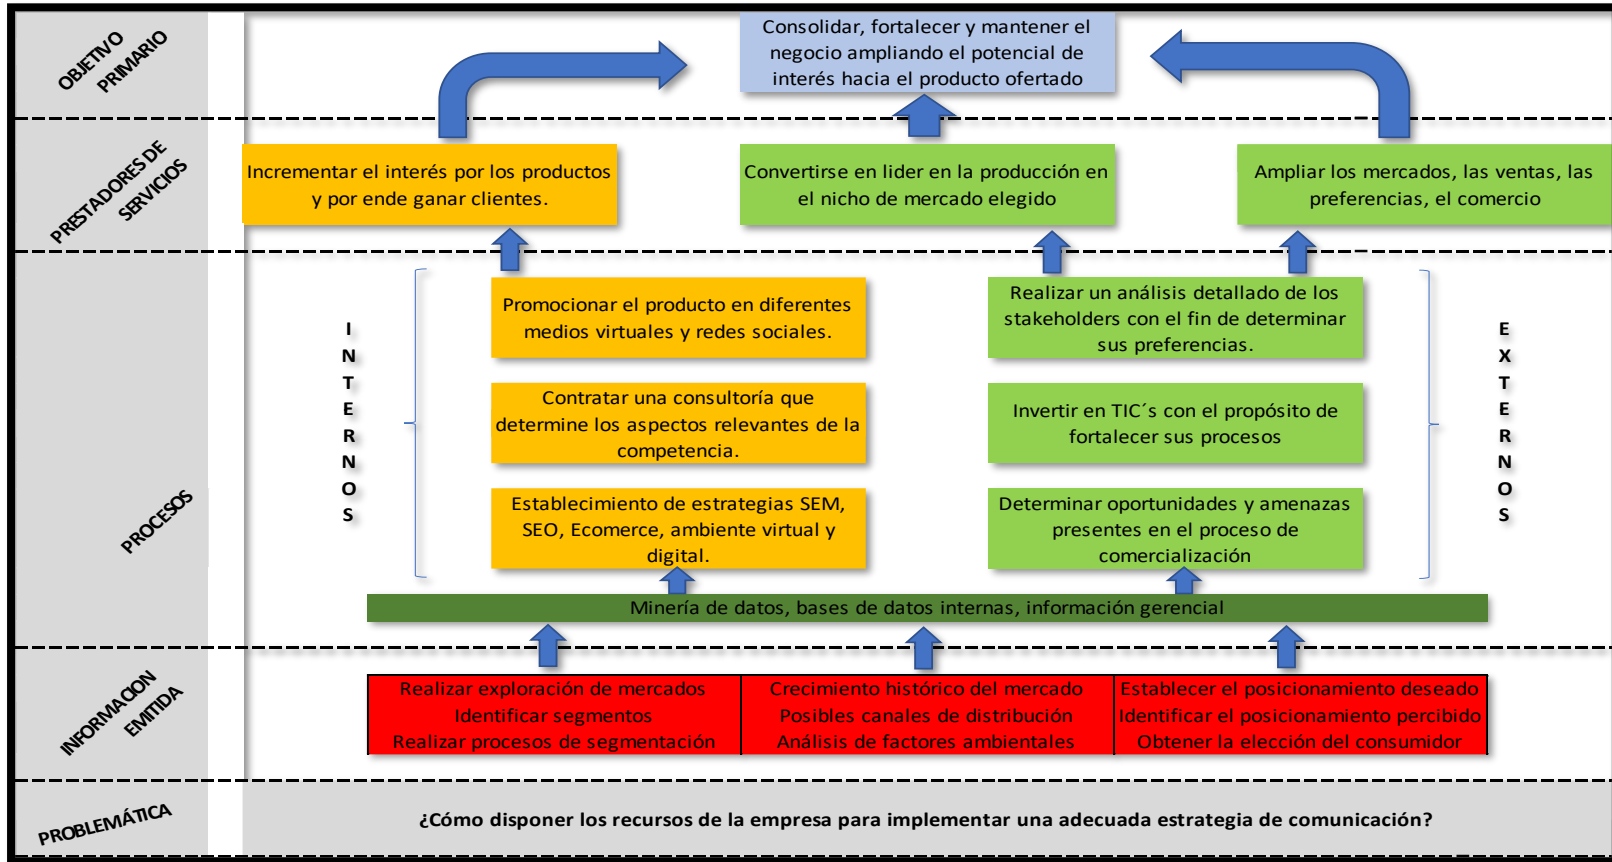 OBJETIVO
PRIMARIO
Consolidar, fortalecer y mantener el
negocio ampliando el potencial de
interés hacia el producto ofertado
PRESTADORES DE
SERVICIOS
Incrementar el interés por los productos
y por ende ganar clientes.
Convertirse en lider en la producción en
el nicho de mercado elegido
Ampliar los mercados, las ventas, las
preferencias, el comercio
PROCESOS
I
N
T
E
R
N
O
S
Promocionar el producto en diferentes
medios virtuales y redes sociales.
Contratar una consultoría que
determine los aspectos relevantes de la
competencia.
Establecimiento de estrategias SEM,
SEO, Ecomerce, ambiente virtual y
digital.
Realizar un análisis detallado de los
stakeholders con el fin de determinar
sus preferencias.
Invertir en TIC´s con el propósito de
fortalecer sus procesos
Determinar oportunidades y amenazas
presentes en el proceso de
comercialización
E
X
T
E
R
N
O
S
Minería de datos, bases de datos internas, información gerencial
INFORMACION
EMITIDA
Realizar exploración de mercados
Identificar segmentos
Realizar procesos de segmentación
Crecimiento histórico del mercado
Posibles canales de distribución
Análisis de factores ambientales
Establecer el posicionamiento deseado
Identificar el posicionamiento percibido
Obtener la elección del consumidor
PROBLEMÁTICA
¿Cómo disponer los recursos de la empresa para implementar una adecuada estrategia de comunicación?